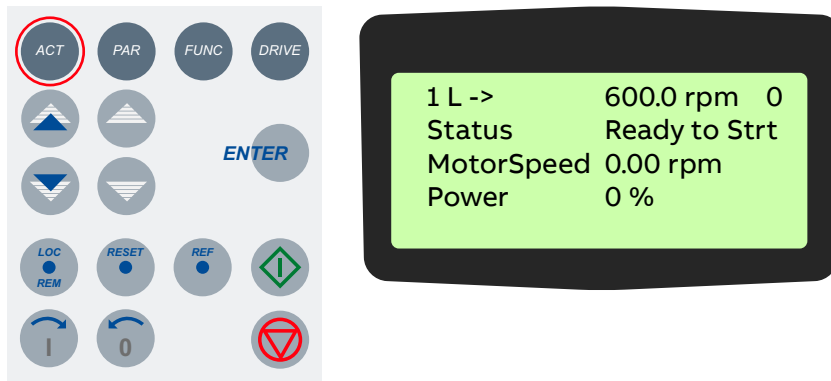 ACT PAR FUNC DRIVE
ENTER
LOC
REM
RESET
REF
I
0
1 L -> 600.0 rpm 0
Status Ready to Strt
MotorSpeed 0.00 rpm
Power 0 %